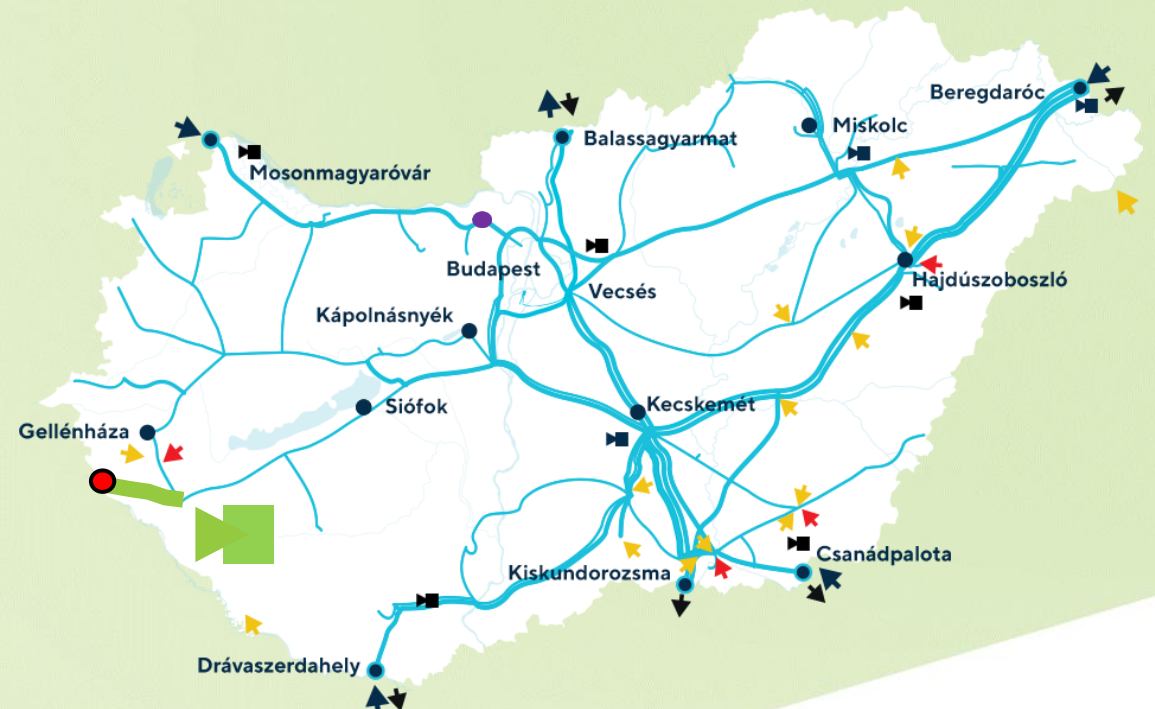 Beregdaróc
Miskolc
Balassagyarmat
Mosonmagyaróvár
Budapest
Hajdúszoboszló
Vecsés
Kápolnásnyék
Kecskemét
Siófok
Gellénháza
Csanádpalota
Kiskundorozsma
Drávaszerdahely